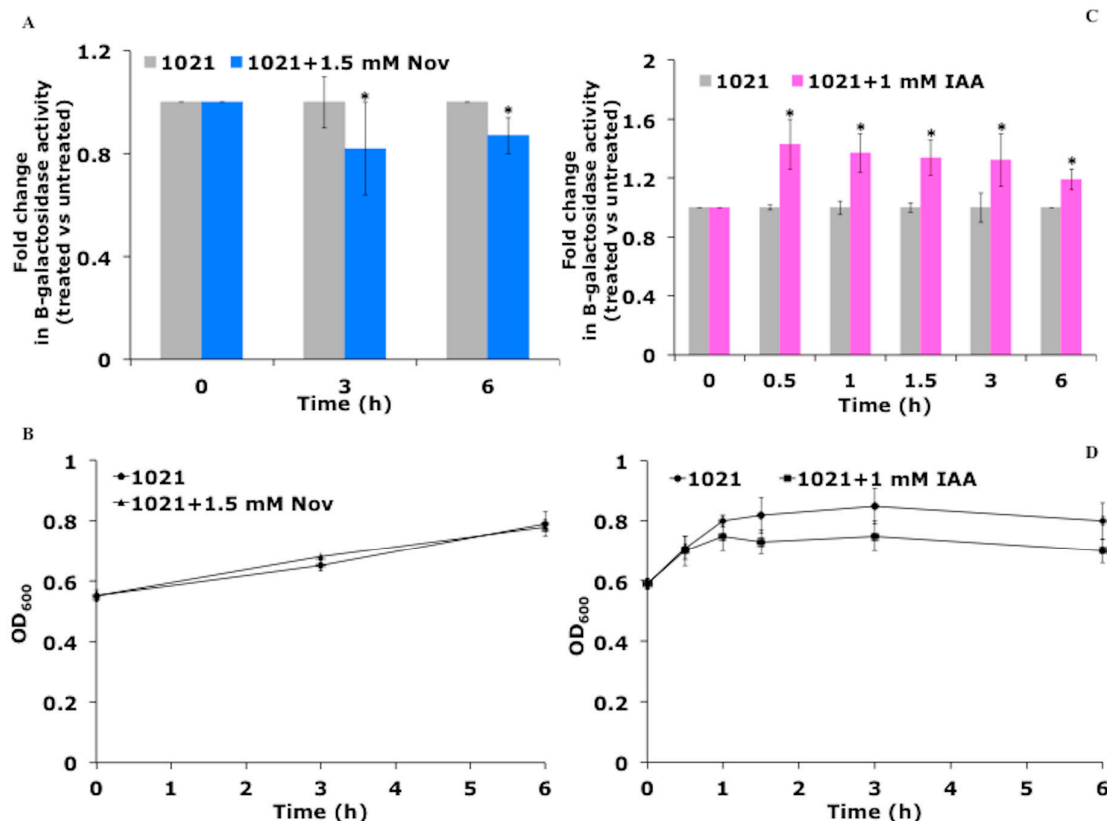 A
1021 1021+1.5 mM Nov
Fold change
in B-galactosidase activity
(treated vs untreated)
1.2
0.8
0.4
0
* *
0 3 6
Time (h)
C
1021 1021+1 mM IAA
Fold change
in B-galactosidase activity
(treated vs untreated)
2
1.6
1.2
0.8
0.4
0
* * * * *
0 0.5 1 1.5 3 6
Time (h)
B
1021
1021+1.5 mM Nov
OD600
1
0.8
0.6
0.4
0.2
0
0 1 2 3 4 5 6
Time (h)
D
1021 1021+1 mM IAA
OD600
1
0.8
0.6
0.4
0.2
0
0 1 2 3 4 5 6
Time (h)